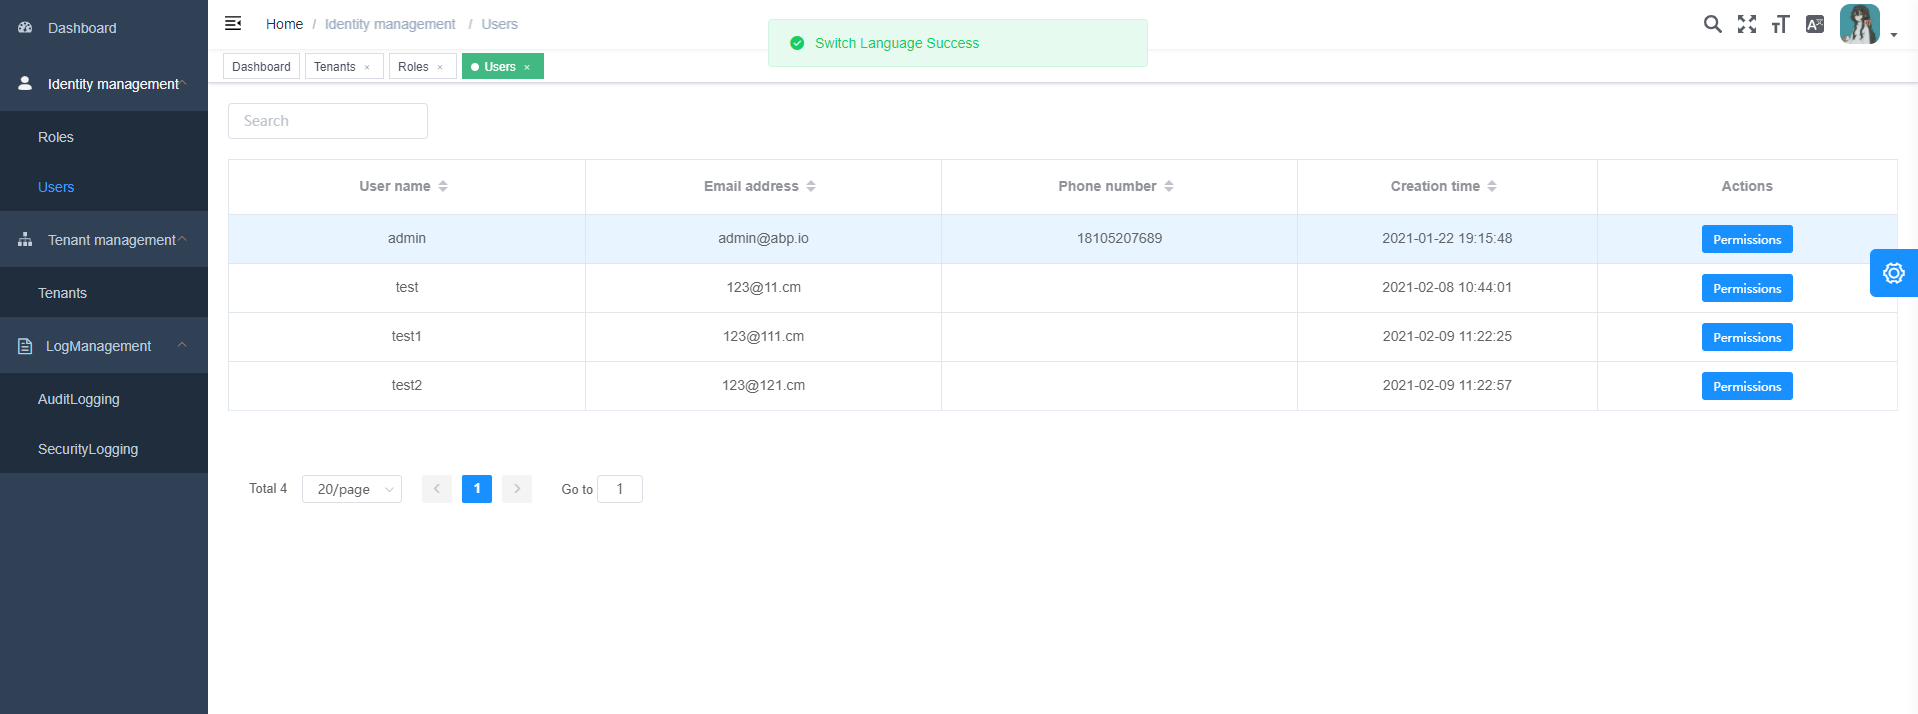 Dashboard
Identity management
Roles
Users
Tenant management
Tenants
LogManagement
AuditLogging
SecurityLogging
Home / Identity management / Users
Switch Language Success
Dashboard Tenants × Roles × Users ×
Search
User name Email address Phone number Creation time Actions
admin admin@abp.io 18105207689 2021-01-22 19:15:48 Permissions
test 123@11.cm 2021-02-08 10:44:01 Permissions
test1 123@111.cm 2021-02-09 11:22:25 Permissions
test2 123@121.cm 2021-02-09 11:22:57 Permissions
Total 4 20/page 1 Go to 1